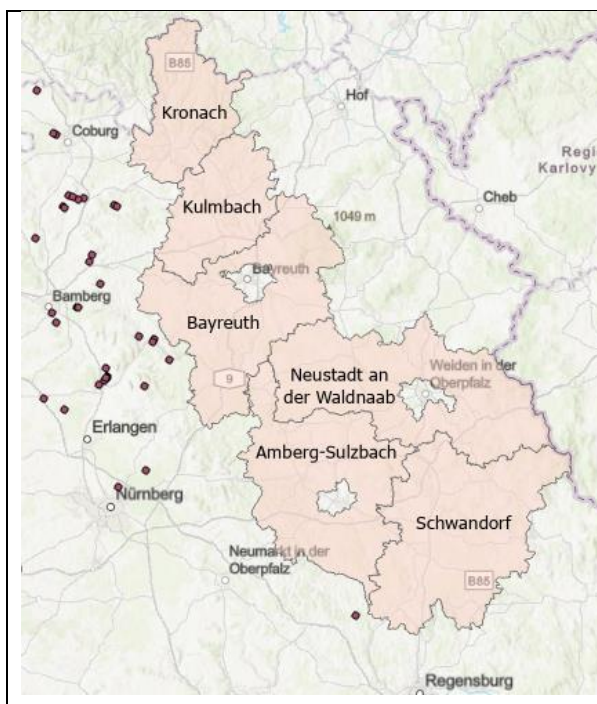 B85
Kronach
Hof
Coburg
Regi
Karlovy
Kulmbach
Cheb
1049 m
Bayreuth
Bamberg
Bayreuth
9
Neustadt an
der Waldnaab
Weiden in der
Oberpfalz
Erlangen
Amberg-Sulzbach
Nürnberg
Schwandorf
Neumarkt in der
Oberpfalz
B85
Regensburg